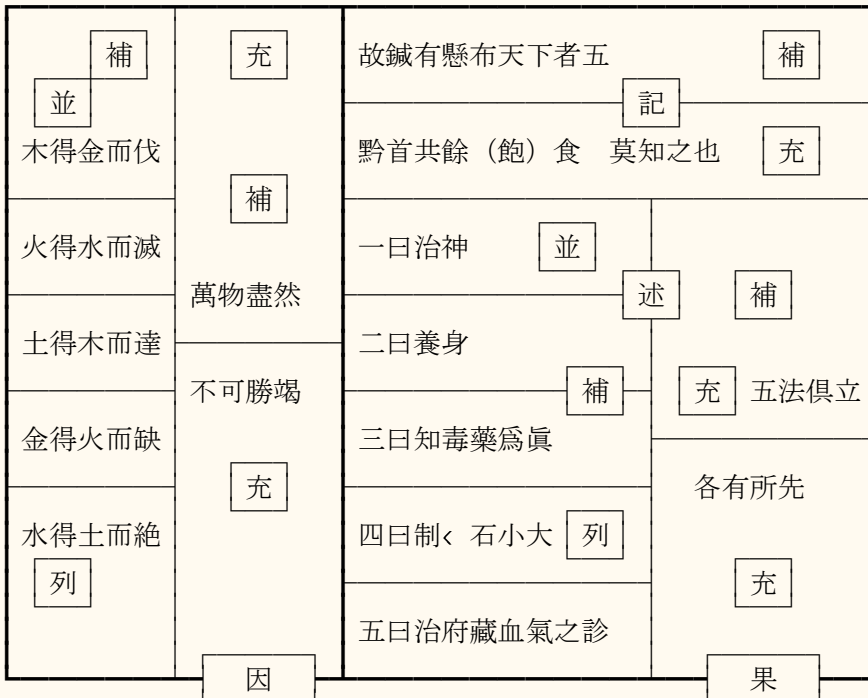 補
並
木得金而伐
火得水而滅
土得木而達
金得火而缺
水得土而絶
列
充
補
萬物盡然
不可勝竭
充
因
故鍼有懸布天下者五
補
記
黔首共餘（飽）食　莫知之也
充
一曰治神
並
述
二曰養身
補
三曰知毒藥爲眞
四曰制< 石小大
列
五曰治府藏血氣之診
補
充
五法倶立
各有所先
充
果